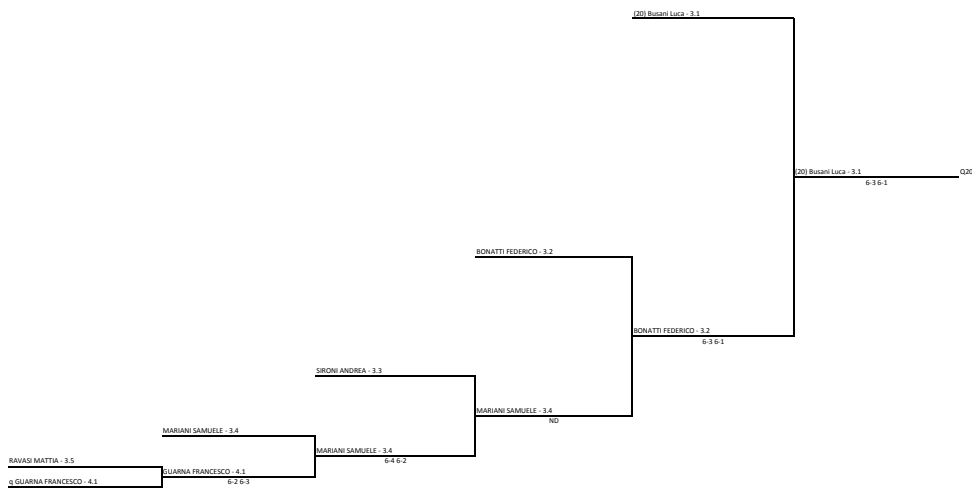 (20) Busani Luca - 3.1
(20) Busani Luca - 3.1
Q20
6-3 6-1
BONATTI FEDERICO - 3.2
BONATTI FEDERICO - 3.2
6-3 6-1
SIRONI ANDREA - 3.3
MARIANI SAMUELE - 3.4
ND
MARIANI SAMUELE - 3.4
MARIANI SAMUELE - 3.4
6-4 6-2
RAVASI MATTIA - 3.5
GUARNA FRANCESCO - 4.1
6-2 6-3
q GUARNA FRANCESCO - 4.1